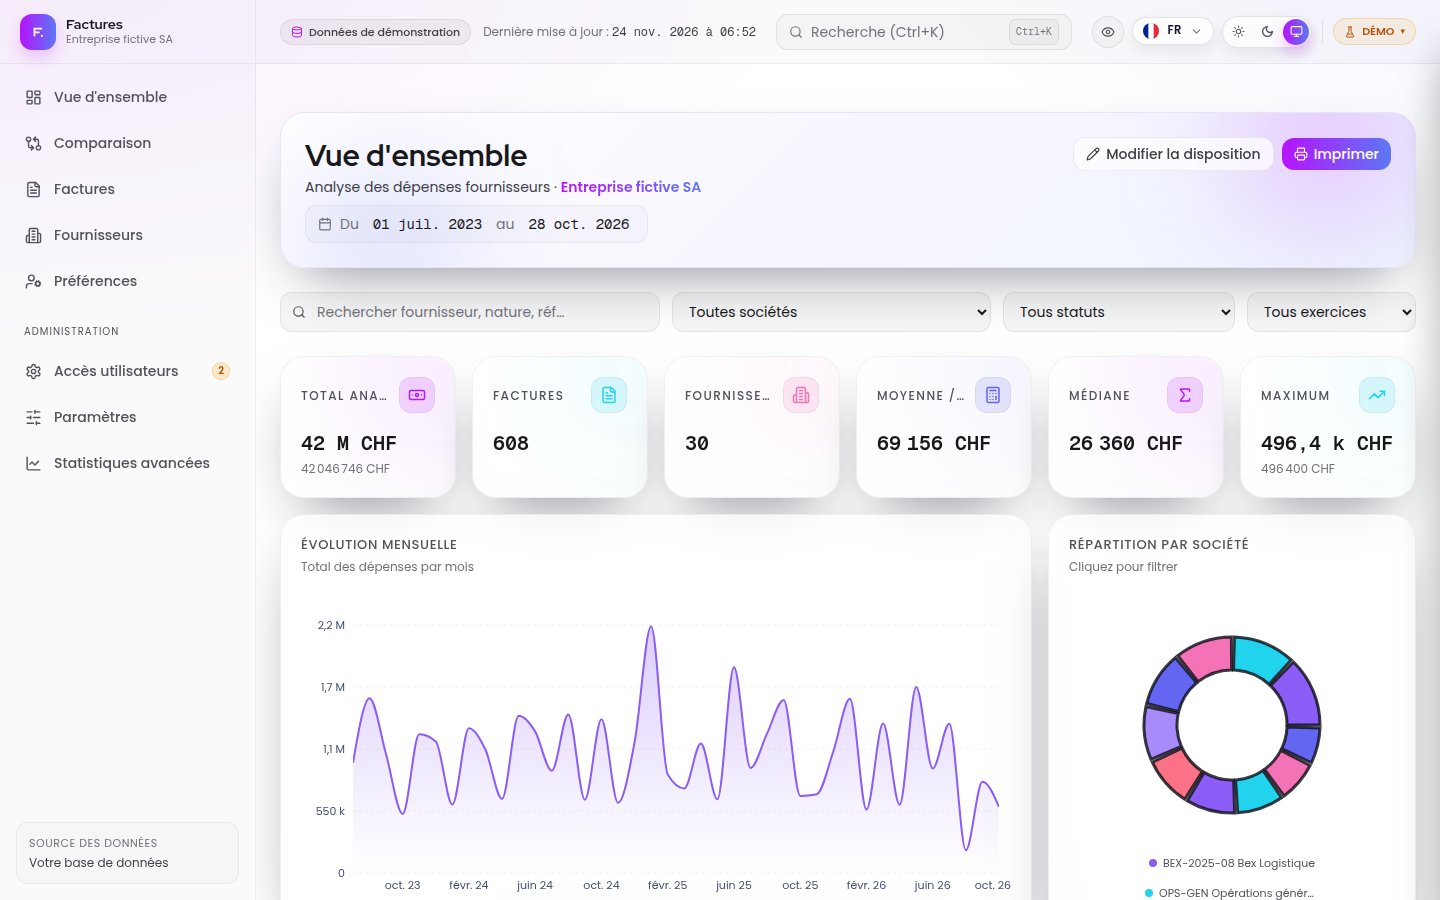 F.
Factures
Entreprise fictive SA
Données de démonstration
Dernière mise à jour : 24 nov. 2026 à 06:52
Recherche (Ctrl+K)
Ctrl+K
FR
DÉMO
Vue d'ensemble
Comparaison
Factures
Fournisseurs
Préférences
ADMINISTRATION
Accès utilisateurs
2
Paramètres
Statistiques avancées
SOURCE DES DONNÉES
Votre base de données
Vue d'ensemble
Analyse des dépenses fournisseurs · Entreprise fictive SA
Du 01 juil. 2023 au 28 oct. 2026
Modifier la disposition
Imprimer
Rechercher fournisseur, nature, réf...
Toutes sociétés
Tous statuts
Tous exercices
TOTAL ANA...
42 M CHF
42 046 746 CHF
FACTURES
608
FOURNISSE...
30
MOYENNE /...
69 156 CHF
MÉDIANE
26 360 CHF
MAXIMUM
496,4 k CHF
496 400 CHF
ÉVOLUTION MENSUELLE
Total des dépenses par mois
2,2 M
1,7 M
1,1 M
550 k
0
oct. 23
févr. 24
juin 24
oct. 24
févr. 25
juin 25
oct. 25
févr. 26
juin 26
oct. 26
RÉPARTITION PAR SOCIÉTÉ
Cliquez pour filtrer
BEX-2025-08 Bex Logistique
OPS-GEN Opérations génér...